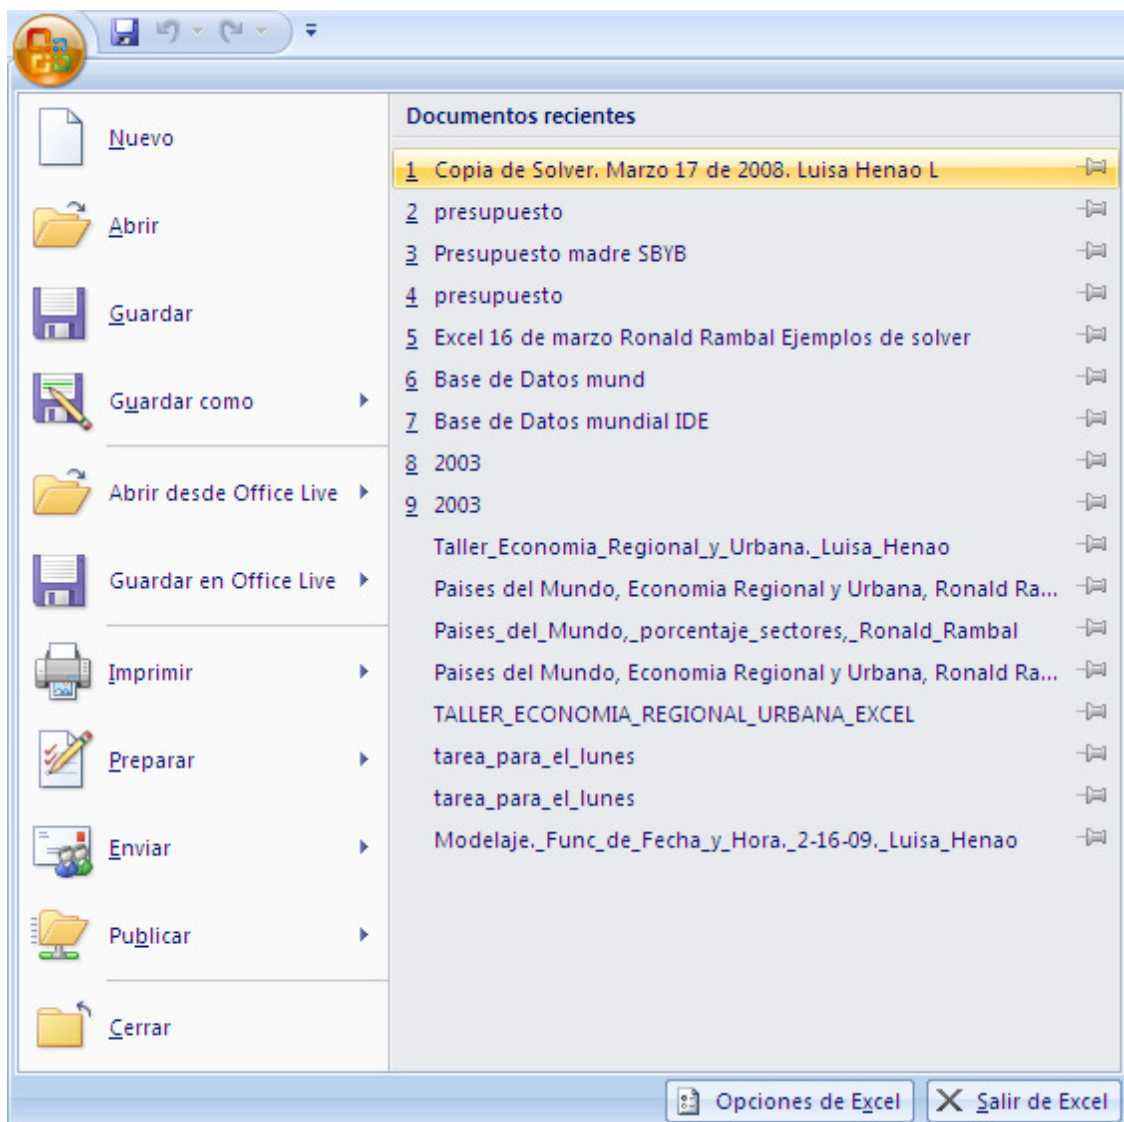 Nuevo
Abrir
Guardar
Guardar como
Abrir desde Office Live
Guardar en Office Live
Imprimir
Preparar
Enviar
Publicar
Cerrar
Documentos recientes
1 Copia de Solver. Marzo 17 de 2008. Luisa Henao L
2 presupuesto
3 Presupuesto madre SBYB
4 presupuesto
5 Excel 16 de marzo Ronald Rambal Ejemplos de solver
6 Base de Datos mund
7 Base de Datos mundial IDE
8 2003
9 2003
Taller_Economia_Regional_y_Urbana._Luisa_Henao
Paises del Mundo, Economia Regional y Urbana, Ronald Ra...
Paises_del_Mundo,_porcentaje_sectores,_Ronald_Rambal
Paises del Mundo, Economia Regional y Urbana, Ronald Ra...
TALLER_ECONOMIA_REGIONAL_URBANA_EXCEL
tarea_para_el_lunes
tarea_para_el_lunes
Modelaje._Func_de_Fecha_y_Hora._2-16-09._Luisa_Henao
Opciones de Excel
Salir de Excel